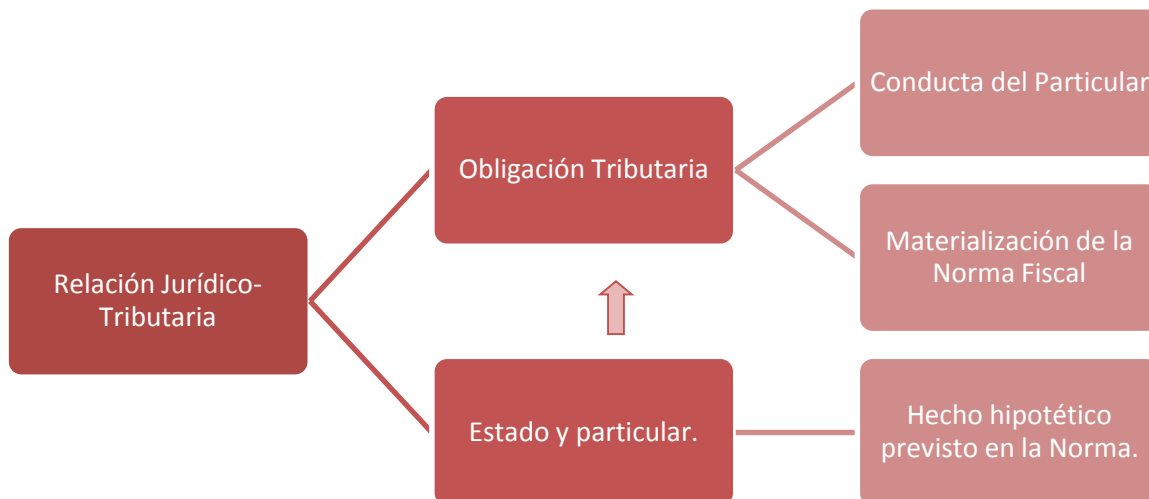 Relación Jurídico-
Tributaria
Obligación Tributaria
Conducta del Particular
Materialización de la
Norma Fiscal
Estado y particular.
Hecho hipotético
previsto en la Norma.